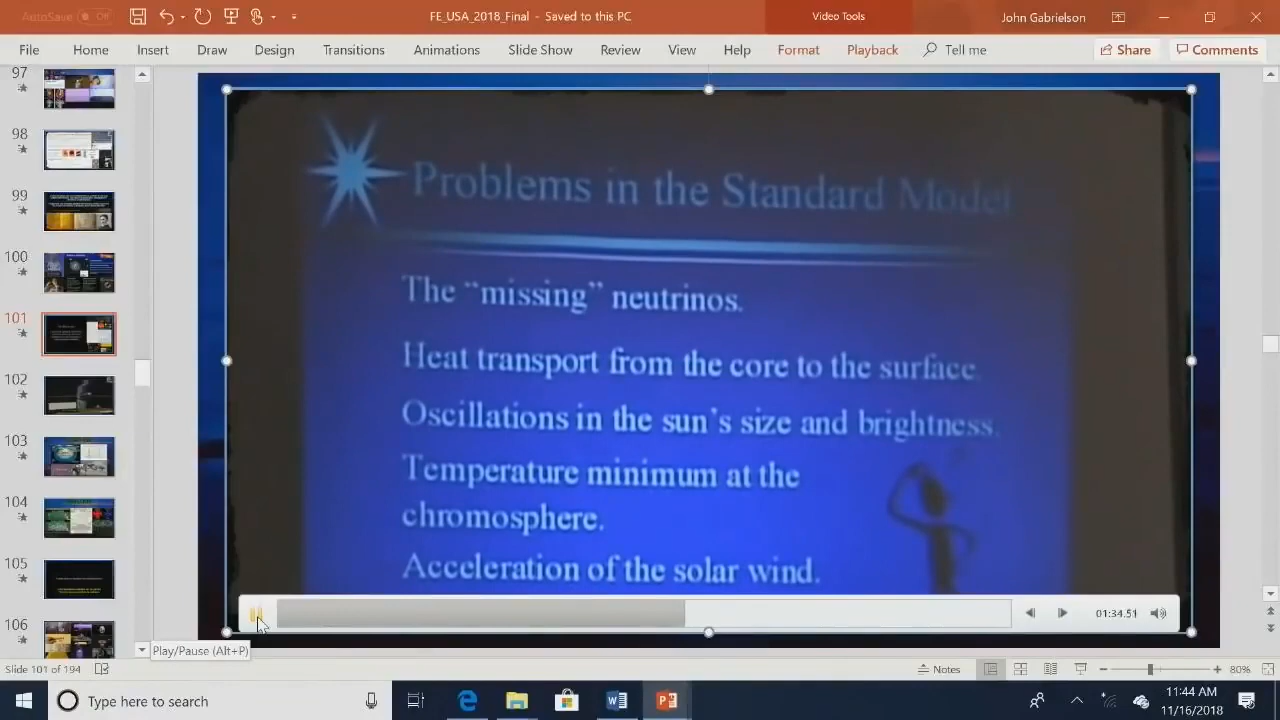 AutoSave Off
FE_USA_2018_Final - Saved to this PC
Video Tools
John Gabrielson
File Home Insert Draw Design Transitions Animations Slide Show Review View Help Format Playback Tell me Share Comments
97
98
99
100
101
102
103
104
105
106
Problems in the Standard Model
The “missing” neutrinos.
Heat transport from the core to the surface.
Oscillations in the sun’s size and brightness.
Temperature minimum at the
chromosphere.
Acceleration of the solar wind.
01:34.51
Play/Pause (Alt+P)
Slide 101 of 194
Notes
80%
Type here to search
11:44 AM
11/16/2018